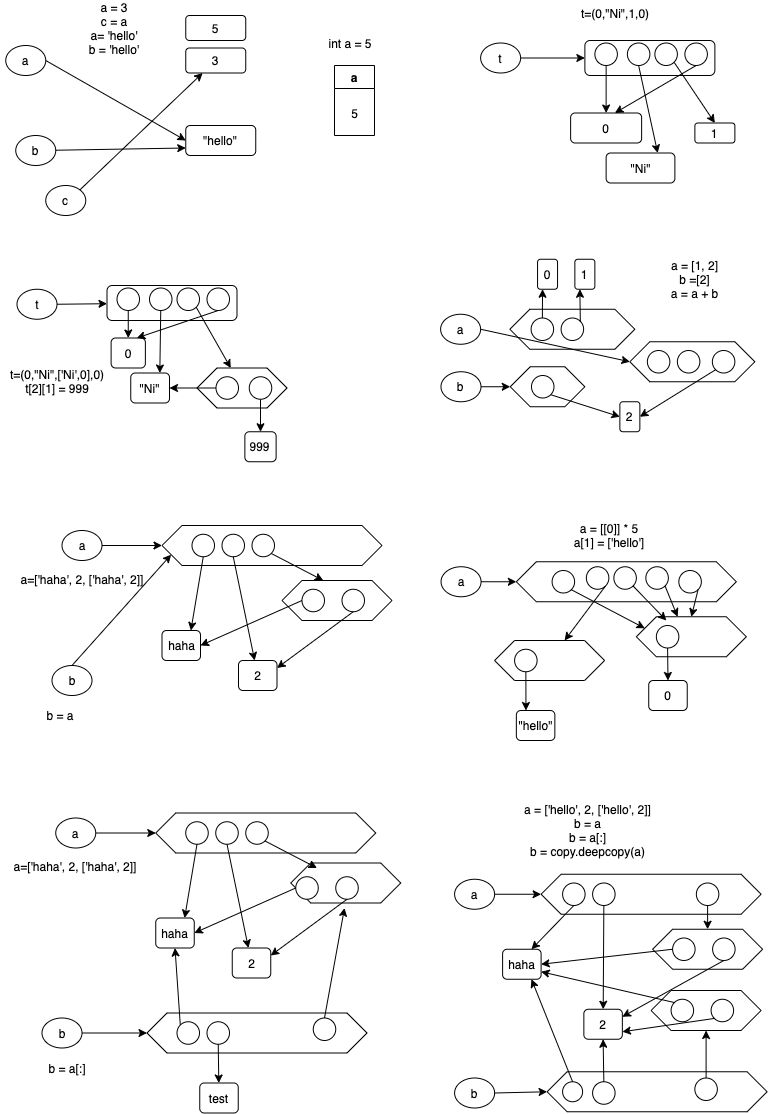 a = 3
c = a
a= 'hello'
b = 'hello'
5
3
a
"hello"
b
c
int a = 5
a
5
t=(0,"Ni",1,0)
t
0
1
"Ni"
t
0
t=(0,"Ni",['Ni',0],0)
t[2][1] = 999
"Ni"
999
0
1
a = [1, 2]
b =[2]
a = a + b
a
b
2
a
a=['haha', 2, ['haha', 2]]
haha
2
b
b = a
a = [[0]] * 5
a[1] = ['hello']
a
0
"hello"
a
a=['haha', 2, ['haha', 2]]
haha
2
b
b = a[:]
test
a = ['hello', 2, ['hello', 2]]
b = a
b = a[:]
b = copy.deepcopy(a)
a
haha
2
b